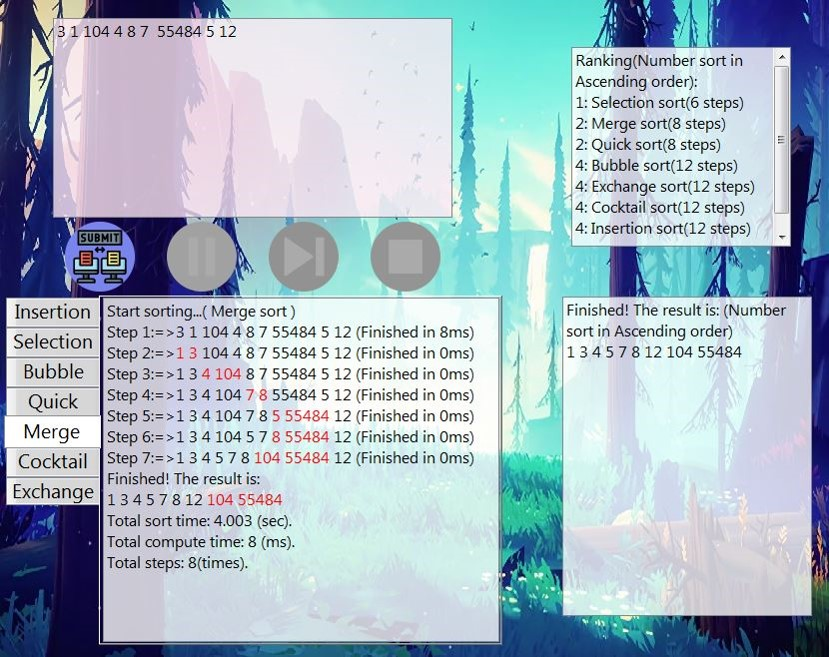 3 1 104 4 8 7  55484 5 12
Ranking(Number sort in
Ascending order):
1: Selection sort(6 steps)
2: Merge sort(8 steps)
2: Quick sort(8 steps)
4: Bubble sort(12 steps)
4: Exchange sort(12 steps)
4: Cocktail sort(12 steps)
4: Insertion sort(12 steps)
SUBMIT
Insertion
Selection
Bubble
Quick
Merge
Cocktail
Exchange
Start sorting...( Merge sort )
Step 1:=>3 1 104 4 8 7 55484 5 12 (Finished in 8ms)
Step 2:=>1 3 104 4 8 7 55484 5 12 (Finished in 0ms)
Step 3:=>1 3 4 104 8 7 55484 5 12 (Finished in 0ms)
Step 4:=>1 3 4 104 7 8 55484 5 12 (Finished in 0ms)
Step 5:=>1 3 4 104 7 8 5 55484 12 (Finished in 0ms)
Step 6:=>1 3 4 104 5 7 8 55484 12 (Finished in 0ms)
Step 7:=>1 3 4 5 7 8 104 55484 12 (Finished in 0ms)
Finished! The result is:
1 3 4 5 7 8 12 104 55484
Total sort time: 4.003 (sec).
Total compute time: 8 (ms).
Total steps: 8(times).
Finished! The result is: (Number
sort in Ascending order)
1 3 4 5 7 8 12 104 55484